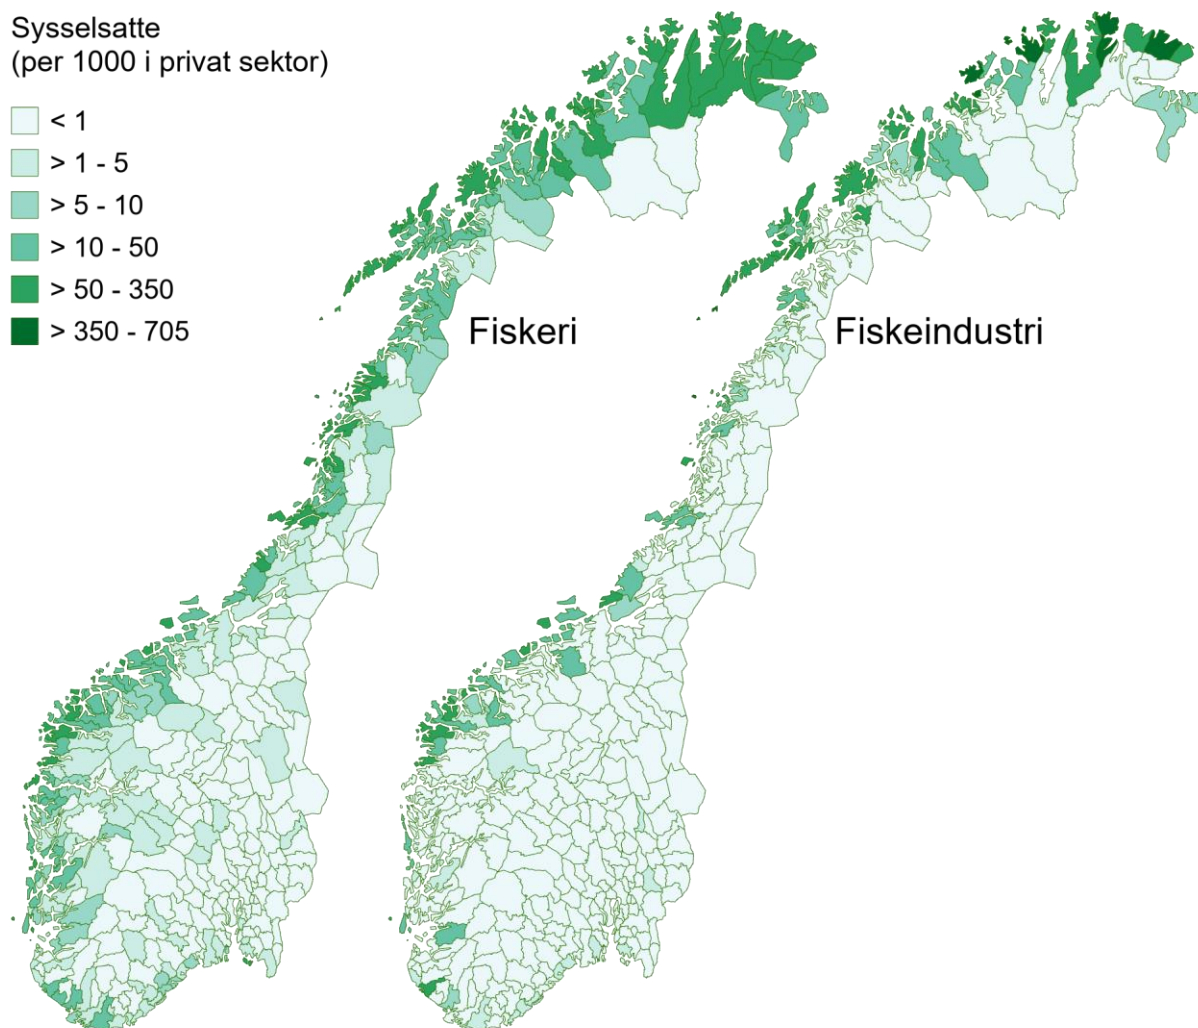 Sysselsatte
(per 1000 i privat sektor)
< 1
> 1 - 5
> 5 - 10
> 10 - 50
> 50 - 350
> 350 - 705
Fiskeri
Fiskeindustri